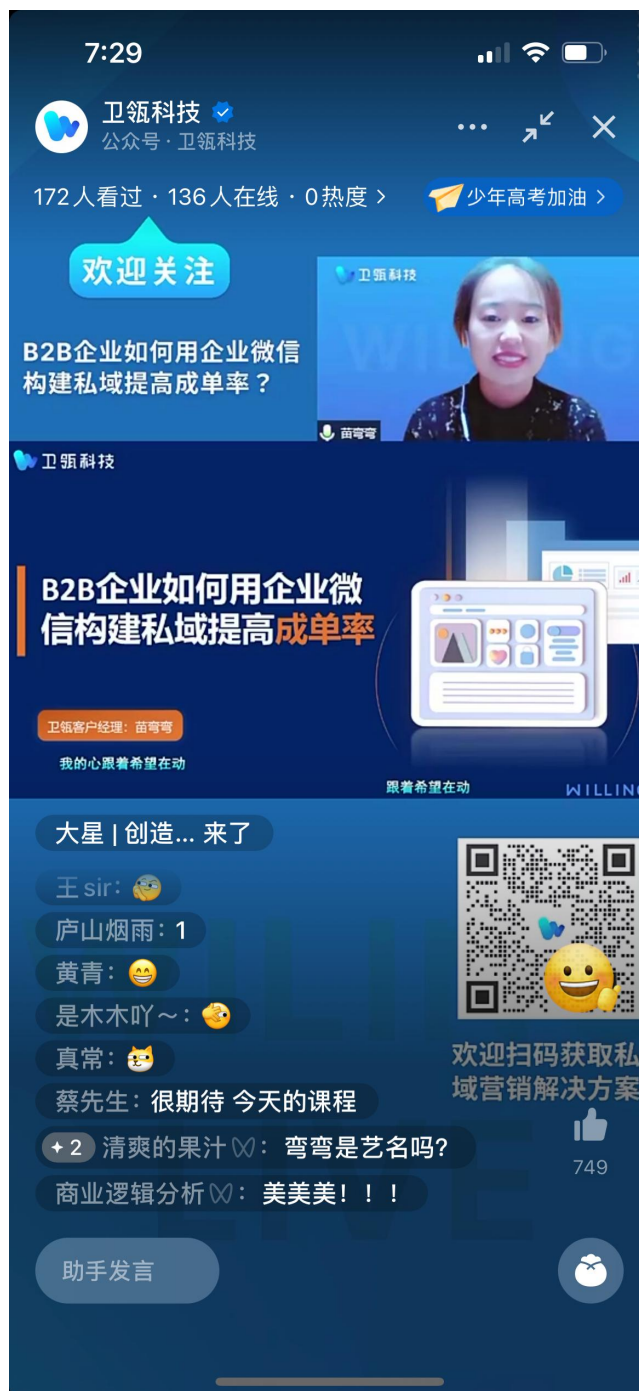 7:29
卫瓴科技
公众号 · 卫瓴科技
172人看过 · 136人在线 · 0热度 >
少年高考加油 >
欢迎关注
卫瓴科技
B2B企业如何用企业微信
构建私域提高成单率？
苗弯弯
卫瓴科技
B2B企业如何用企业微
信构建私域提高成单率
卫瓴客户经理：苗弯弯
我的心跟着希望在动
跟着希望在动
WILLING
大星 | 创造... 来了
王sir：🤔
庐山烟雨：1
黄青：😁
是木木吖～：
真常：
蔡先生：很期待 今天的课程
+ 2 清爽的果汁：弯弯是艺名吗?
商业逻辑分析：美美美！！！
欢迎扫码获取私
域营销解决方案
749
助手发言
LIVE